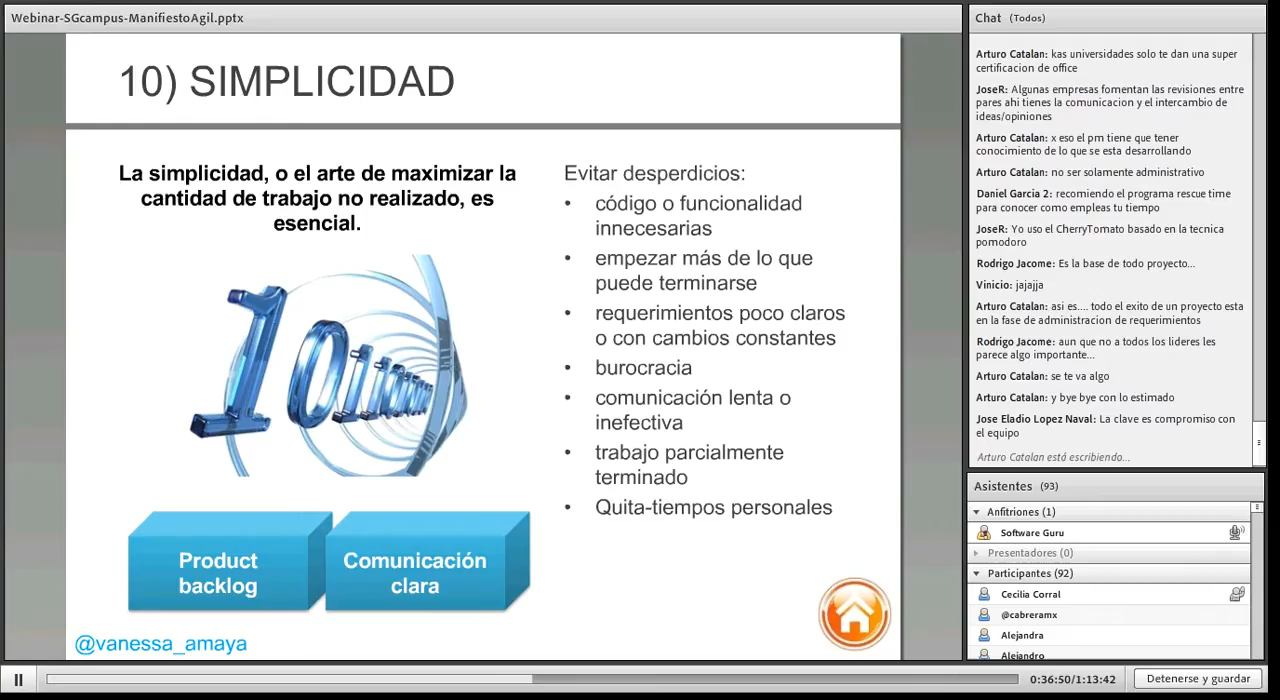 Webinar-SGcampus-ManifiestoAgil.pptx
10) SIMPLICIDAD
La simplicidad, o el arte de maximizar la
cantidad de trabajo no realizado, es
esencial.
10
Product
backlog
Comunicación
clara
@vanessa_amaya
Evitar desperdicios:
• código o funcionalidad
innecesarias
• empezar más de lo que
puede terminarse
• requerimientos poco claros
o con cambios constantes
• burocracia
• comunicación lenta o
inefectiva
• trabajo parcialmente
terminado
• Quita-tiempos personales
Chat (Todos)
Arturo Catalan: kas universidades solo te dan una super
certificacion de office
JoseR: Algunas empresas fomentan las revisiones entre
pares ahi tienes la comunicacion y el intercambio de
ideas/opiniones
Arturo Catalan: x eso el pm tiene que tener
conocimiento de lo que se esta desarrollando
Arturo Catalan: no ser solamente administrativo
Daniel Garcia 2: recomiendo el programa rescue time
para conocer como empleas tu tiempo
JoseR: Yo uso el CherryTomato basado en la tecnica
pomodoro
Rodrigo Jacome: Es la base de todo proyecto...
Vinicio: jajajja
Arturo Catalan: asi es.... todo el exito de un proyecto esta
en la fase de administracion de requerimientos
Rodrigo Jacome: aun que no a todos los lideres les
parece algo importante...
Arturo Catalan: se te va algo
Arturo Catalan: y bye bye con lo estimado
Jose Eladio Lopez Naval: La clave es compromiso con
el equipo
Arturo Catalan está escribiendo...
Asistentes (93)
Anfitriones (1)
Software Guru
Presentadores (0)
Participantes (92)
Cecilia Corral
@cabreramx
Alejandra
Alejandro
0:36:50/1:13:42
Detenerse y guardar